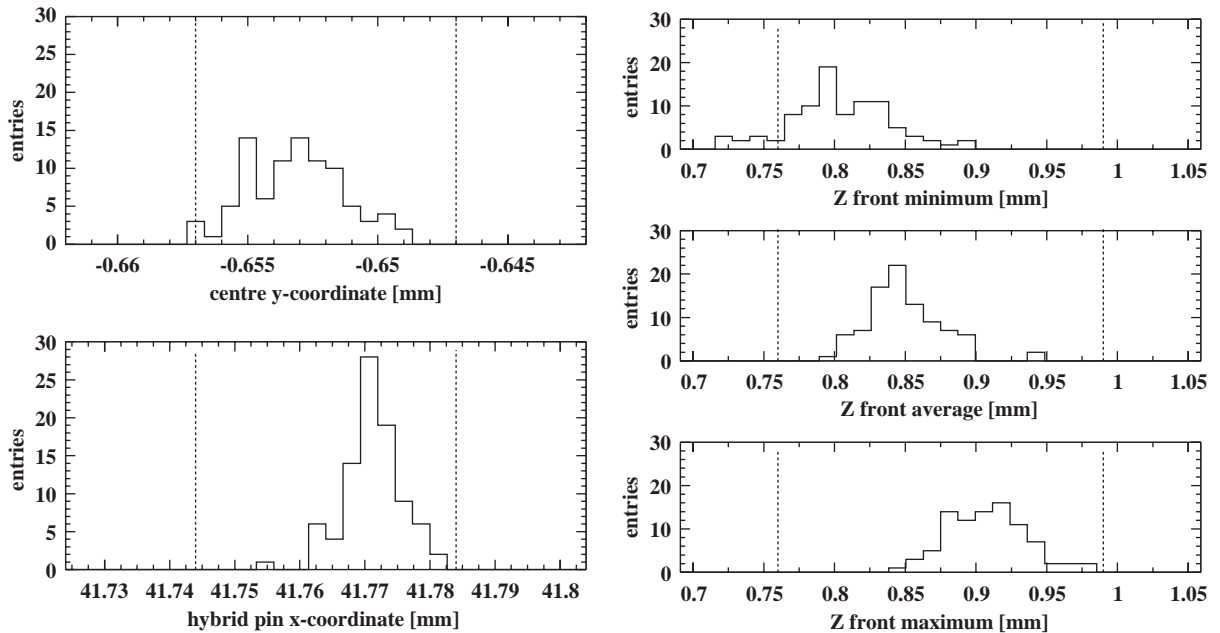 30
25
20
15
10
5
0
entries
-0.66 -0.655 -0.65 -0.645
centre y-coordinate [mm]
30
25
20
15
10
5
0
entries
41.73 41.74 41.75 41.76 41.77 41.78 41.79 41.8
hybrid pin x-coordinate [mm]
30
20
10
0
entries
0.7 0.75 0.8 0.85 0.9 0.95 1 1.05
Z front minimum [mm]
30
20
10
0
entries
0.7 0.75 0.8 0.85 0.9 0.95 1 1.05
Z front average [mm]
30
20
10
0
entries
0.7 0.75 0.8 0.85 0.9 0.95 1 1.05
Z front maximum [mm]